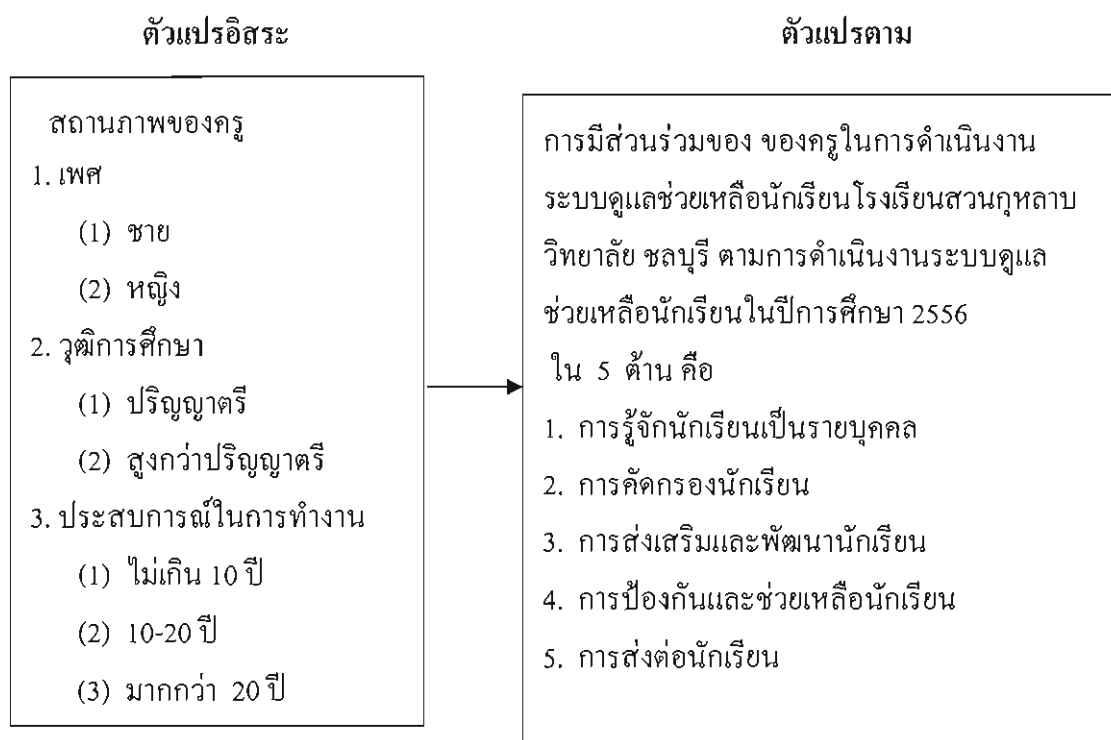 ตัวแปรอิสระ
สถานภาพของครู
1. เพศ
(1) ชาย
(2) หญิง
2. วุฒิการศึกษา
(1) ปริญญาตรี
(2) สูงกว่าปริญญาตรี
3. ประสบการณ์ในการทำงาน
(1) ไม่เกิน 10 ปี
(2) 10-20 ปี
(3) มากกว่า 20 ปี
ตัวแปรตาม
การมีส่วนร่วมของ ของครูในการดำเนินงาน
ระบบดูแลช่วยเหลือนักเรียนโรงเรียนสวนกุหลาบ
วิทยาลัย ชลบุรี ตามการดำเนินงานระบบดูแล
ช่วยเหลือนักเรียนในปีการศึกษา 2556
ใน 5 ด้าน คือ
1. การรู้จักนักเรียนเป็นรายบุคคล
2. การคัดกรองนักเรียน
3. การส่งเสริมและพัฒนานักเรียน
4. การป้องกันและช่วยเหลือนักเรียน
5. การส่งต่อนักเรียน